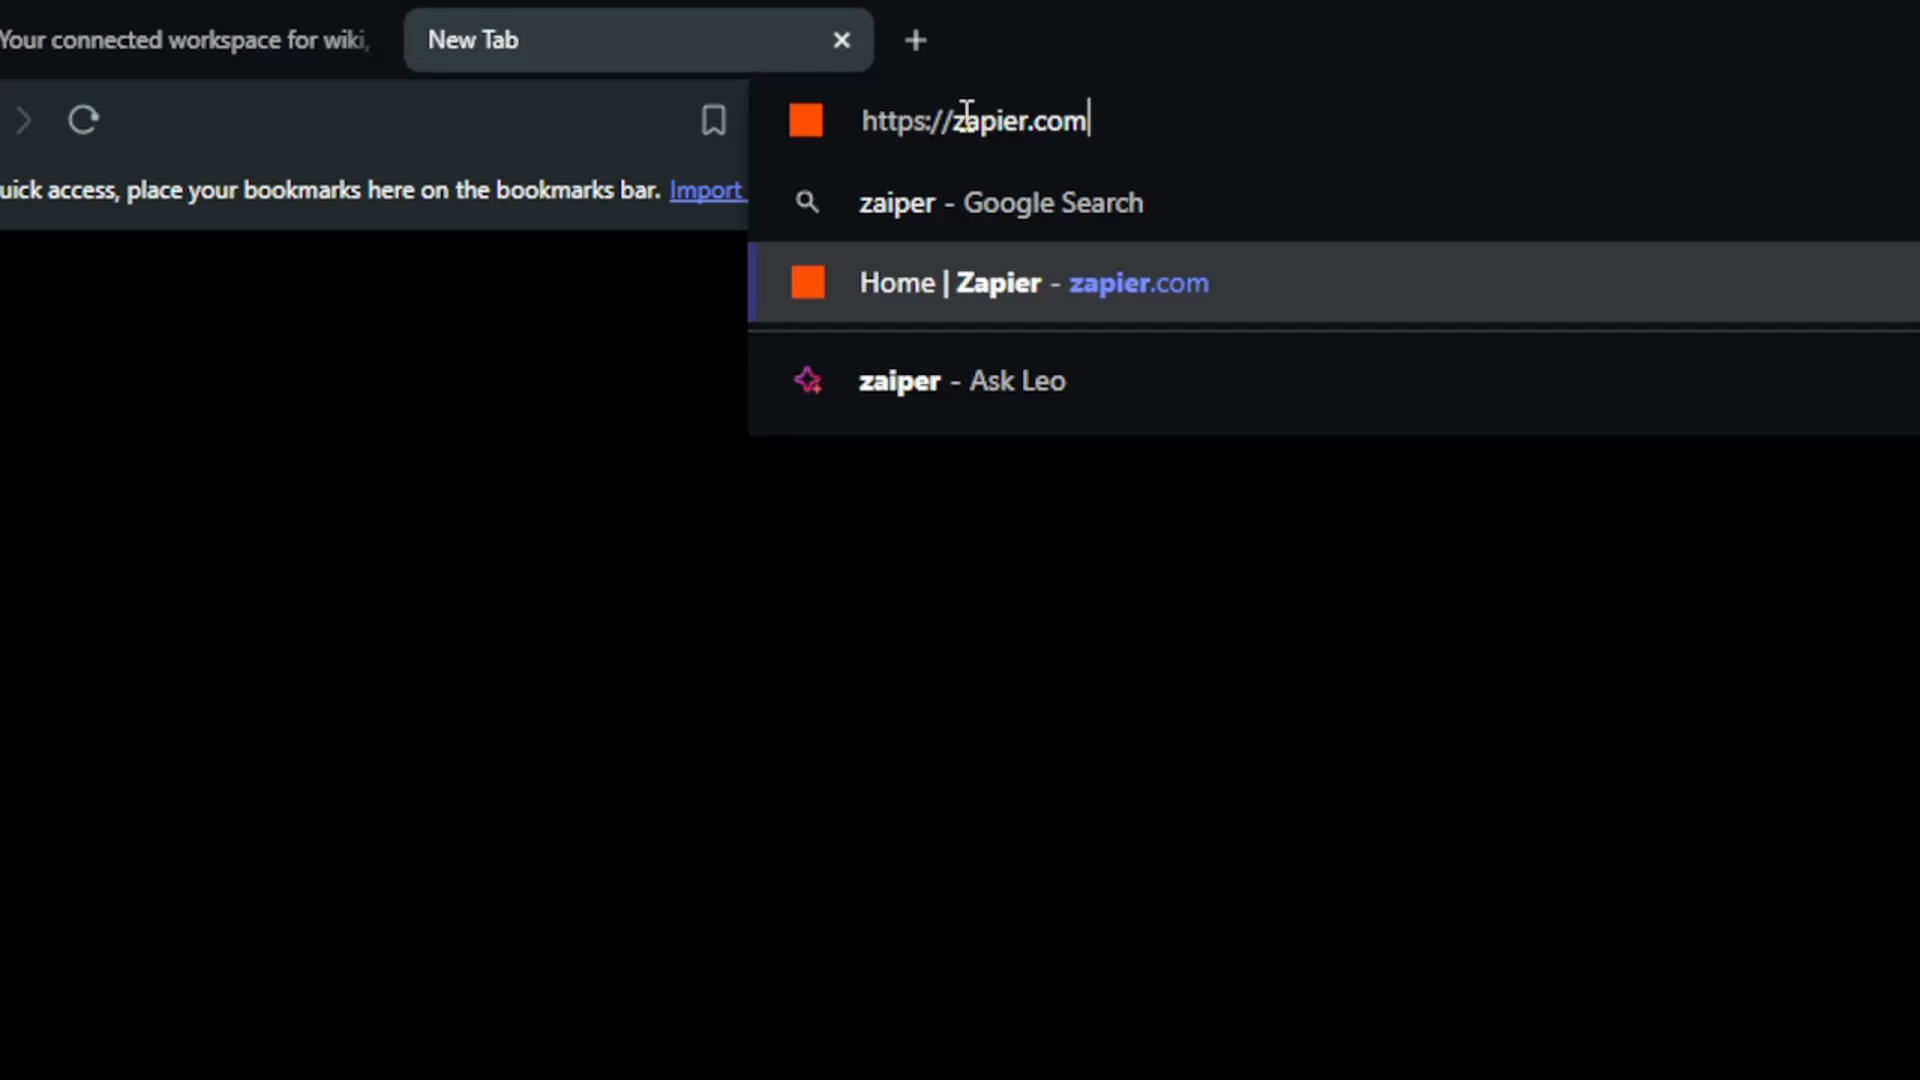 Your connected workspace for wiki,
New Tab
https://zapier.com
uick access, place your bookmarks here on the bookmarks bar. Import
zaiper - Google Search
Home | Zapier - zapier.com
zaiper - Ask Leo